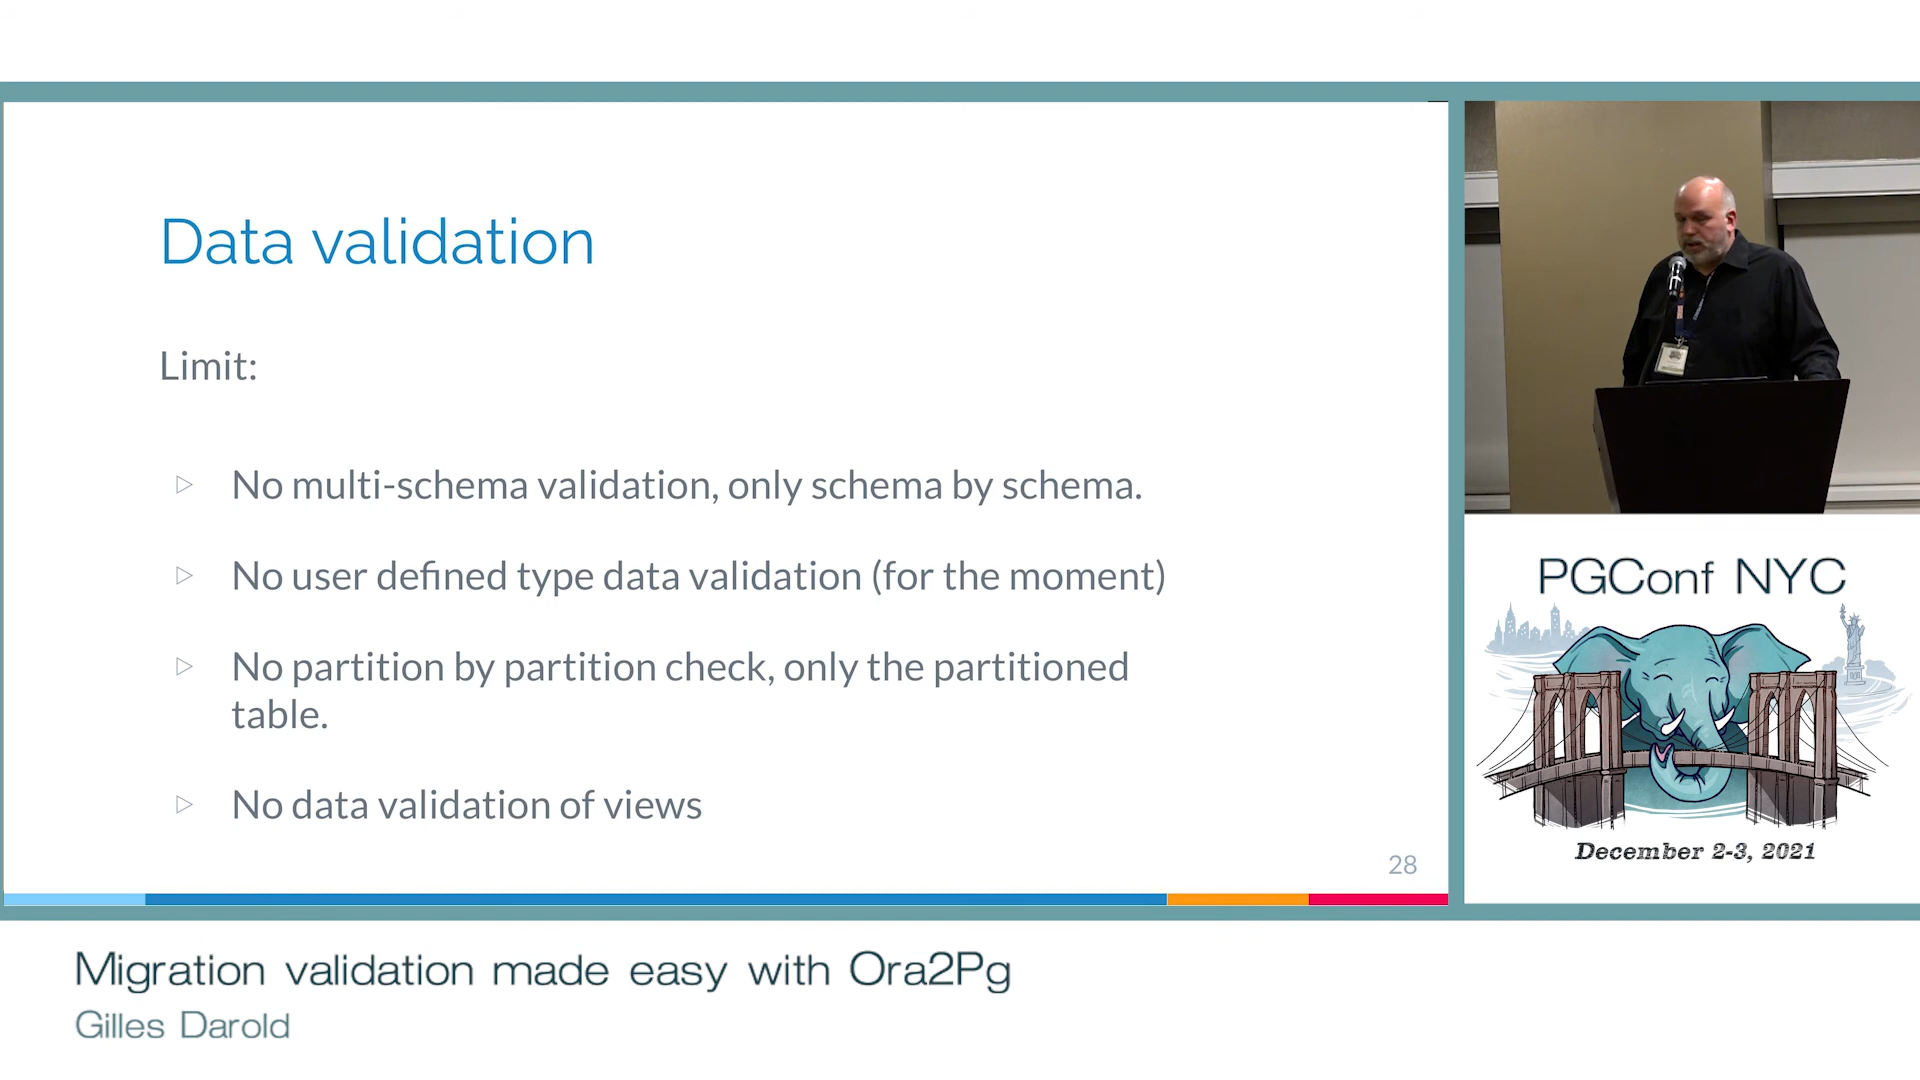 Data validation
Limit:
▷ No multi-schema validation, only schema by schema.
▷ No user defined type data validation (for the moment)
▷ No partition by partition check, only the partitioned
table.
▷ No data validation of views
28
PGConf NYC
December 2-3, 2021
Migration validation made easy with Ora2Pg
Gilles Darold